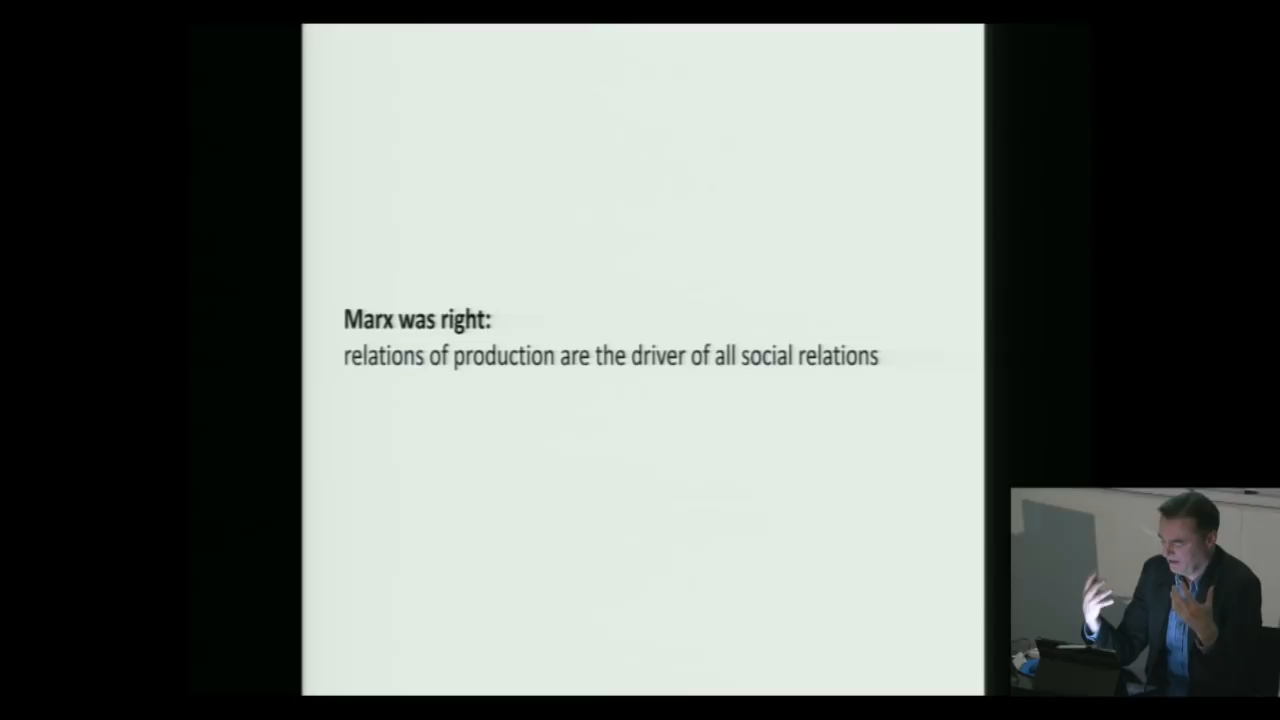 Marx was right:
relations of production are the driver of all social relations